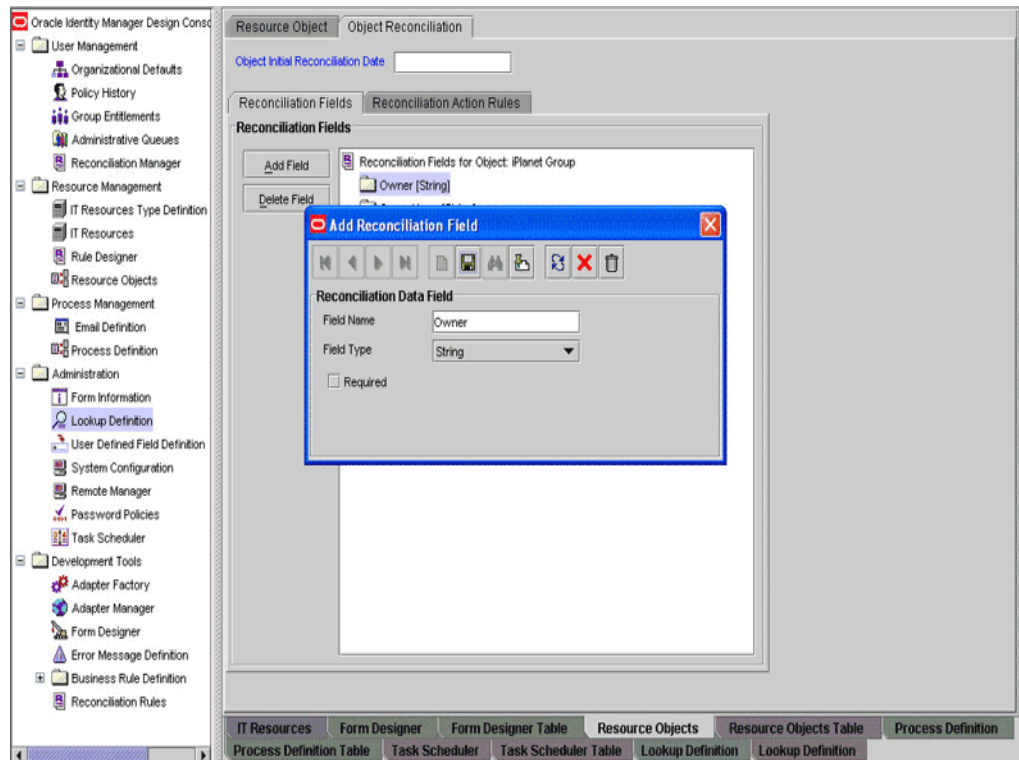 Oracle Identity Manager Design Consc
User Management
Organizational Defaults
Policy History
Group Entitlements
Administrative Queues
Reconciliation Manager
Resource Management
IT Resources Type Definition
IT Resources
Rule Designer
Resource Objects
Process Management
Email Definition
Process Definition
Administration
Form Information
Lookup Definition
User Defined Field Definition
System Configuration
Remote Manager
Password Policies
Task Scheduler
Development Tools
Adapter Factory
Adapter Manager
Form Designer
Error Message Definition
Business Rule Definition
Reconciliation Rules
Resource Object Object Reconciliation
Object Initial Reconciliation Date
Reconciliation Fields Reconciliation Action Rules
Reconciliation Fields
Add Field
Delete Field
Reconciliation Fields for Object: iPlanet Group
Owner [String]
Add Reconciliation Field
Reconciliation Data Field
Field Name Owner
Field Type String
Required
IT Resources Form Designer Form Designer Table Resource Objects Resource Objects Table Process Definition
Process Definition Table Task Scheduler Task Scheduler Table Lookup Definition Lookup Definition